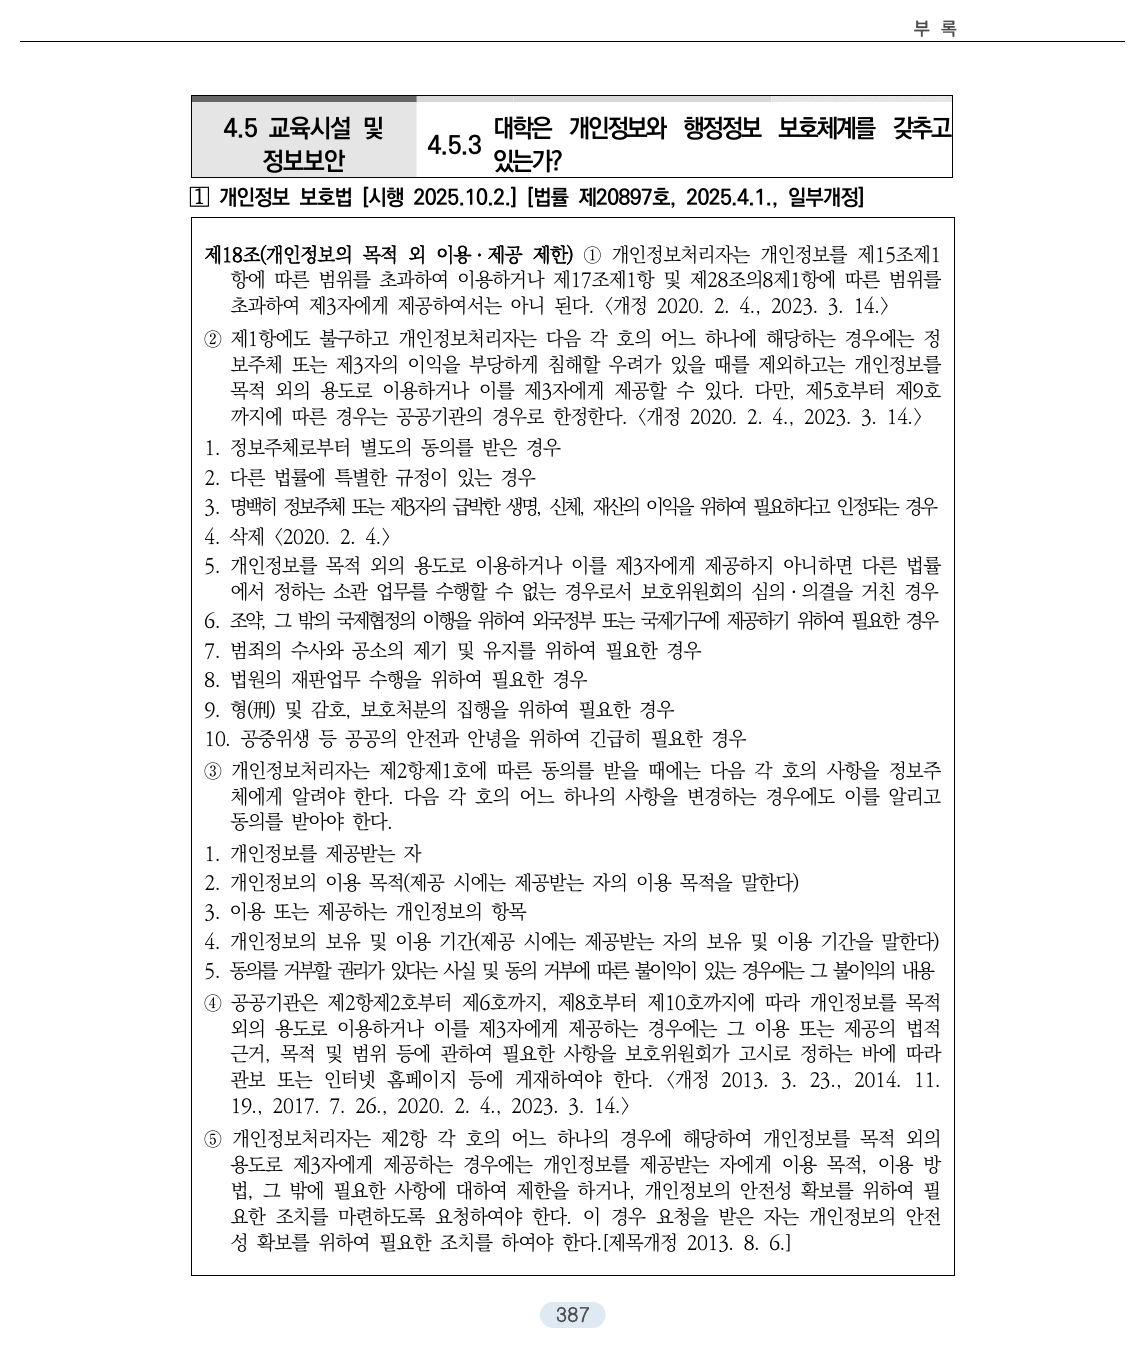 부 록
4.5 교육시설 및
정보보안
4.5.3
대학은 개인정보와 행정정보 보호체계를 갖추고
있는가?
1 개인정보 보호법 [시행 2025.10.2.] [법률 제20897호, 2025.4.1., 일부개정]
제18조(개인정보의 목적 외 이용·제공 제한) ① 개인정보처리자는 개인정보를 제15조제1
항에 따른 범위를 초과하여 이용하거나 제17조제1항 및 제28조의8제1항에 따른 범위를
초과하여 제3자에게 제공하여서는 아니 된다. <개정 2020. 2. 4., 2023. 3. 14.>
② 제1항에도 불구하고 개인정보처리자는 다음 각 호의 어느 하나에 해당하는 경우에는 정
보주체 또는 제3자의 이익을 부당하게 침해할 우려가 있을 때를 제외하고는 개인정보를
목적 외의 용도로 이용하거나 이를 제3자에게 제공할 수 있다. 다만, 제5호부터 제9호
까지에 따른 경우는 공공기관의 경우로 한정한다. <개정 2020. 2. 4., 2023. 3. 14.>
1. 정보주체로부터 별도의 동의를 받은 경우
2. 다른 법률에 특별한 규정이 있는 경우
3. 명백히 정보주체 또는 제3자의 급박한 생명, 신체, 재산의 이익을 위하여 필요하다고 인정되는 경우
4. 삭제 <2020. 2. 4.>
5. 개인정보를 목적 외의 용도로 이용하거나 이를 제3자에게 제공하지 아니하면 다른 법률
에서 정하는 소관 업무를 수행할 수 없는 경우로서 보호위원회의 심의·의결을 거친 경우
6. 조약, 그 밖의 국제협정의 이행을 위하여 외국정부 또는 국제기구에 제공하기 위하여 필요한 경우
7. 범죄의 수사와 공소의 제기 및 유지를 위하여 필요한 경우
8. 법원의 재판업무 수행을 위하여 필요한 경우
9. 형(刑) 및 감호, 보호처분의 집행을 위하여 필요한 경우
10. 공중위생 등 공공의 안전과 안녕을 위하여 긴급히 필요한 경우
③ 개인정보처리자는 제2항제1호에 따른 동의를 받을 때에는 다음 각 호의 사항을 정보주
체에게 알려야 한다. 다음 각 호의 어느 하나의 사항을 변경하는 경우에도 이를 알리고
동의를 받아야 한다.
1. 개인정보를 제공받는 자
2. 개인정보의 이용 목적(제공 시에는 제공받는 자의 이용 목적을 말한다)
3. 이용 또는 제공하는 개인정보의 항목
4. 개인정보의 보유 및 이용 기간(제공 시에는 제공받는 자의 보유 및 이용 기간을 말한다)
5. 동의를 거부할 권리가 있다는 사실 및 동의 거부에 따른 불이익이 있는 경우에는 그 불이익의 내용
④ 공공기관은 제2항제2호부터 제6호까지, 제8호부터 제10호까지에 따라 개인정보를 목적
외의 용도로 이용하거나 이를 제3자에게 제공하는 경우에는 그 이용 또는 제공의 법적
근거, 목적 및 범위 등에 관하여 필요한 사항을 보호위원회가 고시로 정하는 바에 따라
관보 또는 인터넷 홈페이지 등에 게재하여야 한다. <개정 2013. 3. 23., 2014. 11.
19., 2017. 7. 26., 2020. 2. 4., 2023. 3. 14.>
⑤ 개인정보처리자는 제2항 각 호의 어느 하나의 경우에 해당하여 개인정보를 목적 외의
용도로 제3자에게 제공하는 경우에는 개인정보를 제공받는 자에게 이용 목적, 이용 방
법, 그 밖에 필요한 사항에 대하여 제한을 하거나, 개인정보의 안전성 확보를 위하여 필
요한 조치를 마련하도록 요청하여야 한다. 이 경우 요청을 받은 자는 개인정보의 안전
성 확보를 위하여 필요한 조치를 하여야 한다.[제목개정 2013. 8. 6.]
387